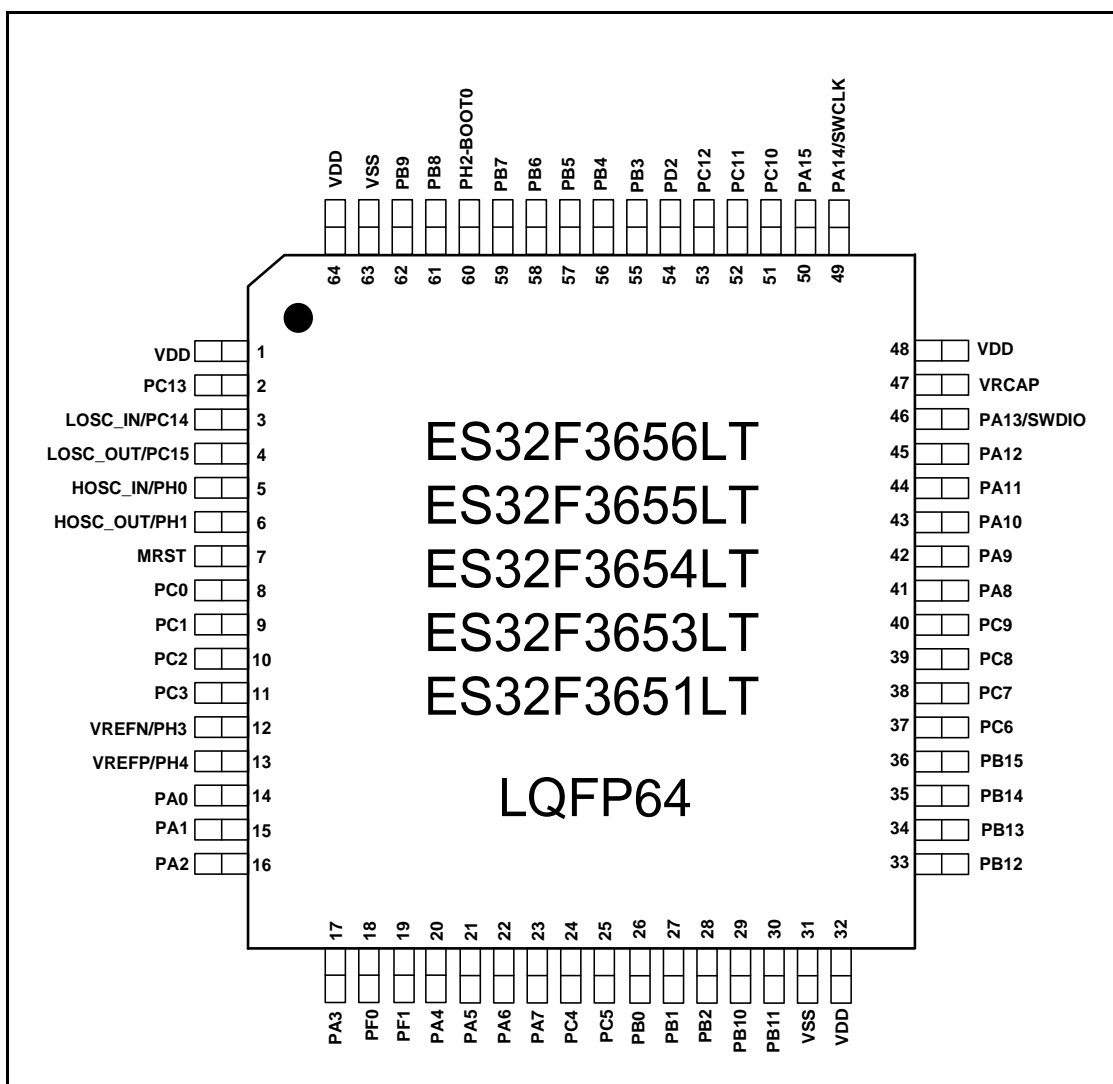 VDD
VSS
PB9
PB8
PH2-BOOT0
PB7
PB6
PB5
PB4
PB3
PD2
PC12
PC11
PC10
PA15
PA14/SWCLK
64
63
62
61
60
59
58
57
56
55
54
53
52
51
50
49
VDD 1
PC13 2
LOSC_IN/PC14 3
LOSC_OUT/PC15 4
HOSC_IN/PH0 5
HOSC_OUT/PH1 6
MRST 7
PC0 8
PC1 9
PC2 10
PC3 11
VREFN/PH3 12
VREFP/PH4 13
PA0 14
PA1 15
PA2 16
ES32F3656LT
ES32F3655LT
ES32F3654LT
ES32F3653LT
ES32F3651LT
LQFP64
48 VDD
47 VRCAP
46 PA13/SWDIO
45 PA12
44 PA11
43 PA10
42 PA9
41 PA8
40 PC9
39 PC8
38 PC7
37 PC6
36 PB15
35 PB14
34 PB13
33 PB12
17
18
19
20
21
22
23
24
25
26
27
28
29
30
31
32
PA3
PF0
PF1
PA4
PA5
PA6
PA7
PC4
PC5
PB0
PB1
PB2
PB10
PB11
VSS
VDD